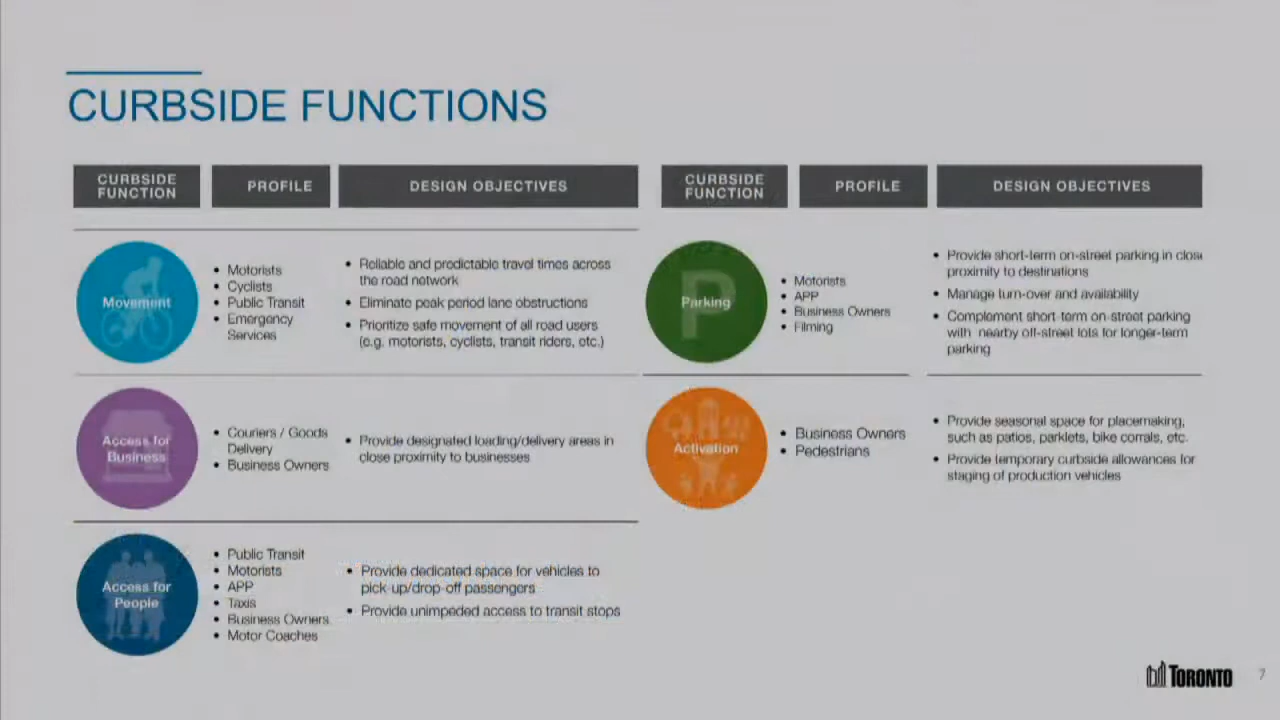 CURBSIDE FUNCTIONS
CURBSIDE
FUNCTION
PROFILE
DESIGN OBJECTIVES
Movement
• Motorists
• Cyclists
• Public Transit
• Emergency
Services
• Reliable and predictable travel times across
the road network
• Eliminate peak period lane obstructions
• Prioritize safe movement of all road users
(e.g. motorists, cyclists, transit riders, etc.)
Access for
Business
• Couriers / Goods
Delivery
• Business Owners
• Provide designated loading/delivery areas in
close proximity to businesses
Access for
People
• Public Transit
• Motorists
• APP
• Taxis
• Business Owners
• Motor Coaches
• Provide dedicated space for vehicles to
pick-up/drop-off passengers
• Provide unimpeded access to transit stops
CURBSIDE
FUNCTION
PROFILE
DESIGN OBJECTIVES
P
Parking
• Motorists
• APP
• Business Owners
• Filming
• Provide short-term on-street parking in close
proximity to destinations
• Manage turn-over and availability
• Complement short-term on-street parking
with nearby off-street lots for longer-term
parking
Activation
• Business Owners
• Pedestrians
• Provide seasonal space for placemaking,
such as patios, parklets, bike corrals, etc.
• Provide temporary curbside allowances for
staging of production vehicles
TORONTO
7